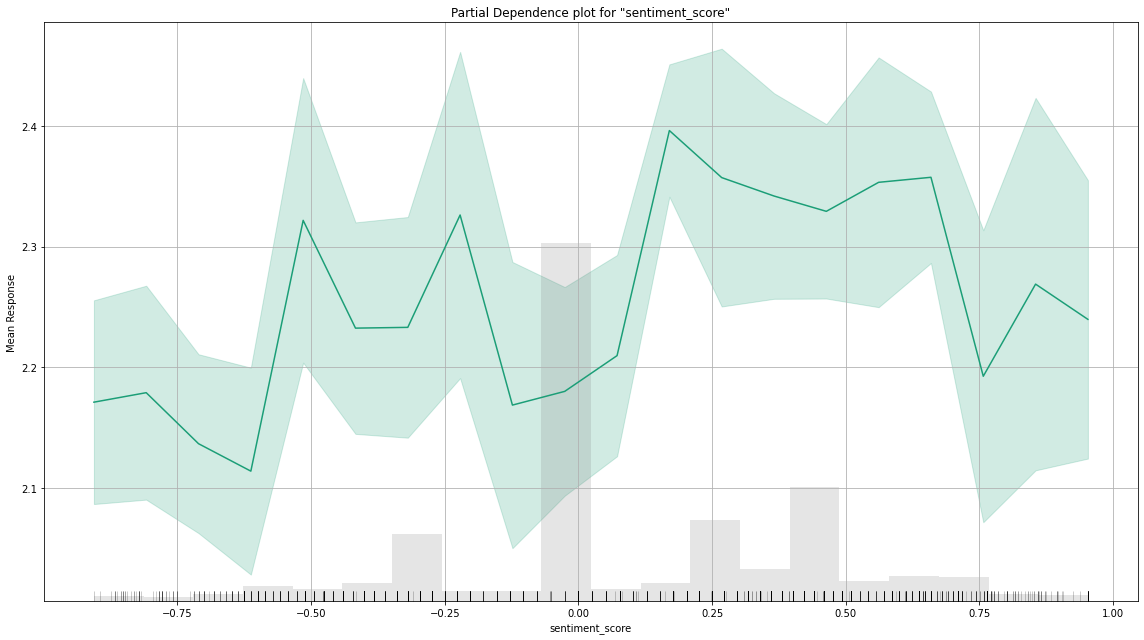 Partial Dependence plot for "sentiment_score"
Mean Response
2.4
2.3
2.2
2.1
−0.75 −0.50 −0.25 0.00 0.25 0.50 0.75 1.00
sentiment_score